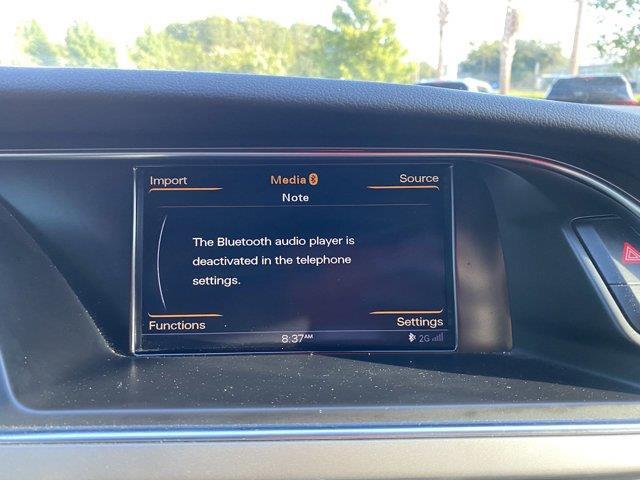 Import
Media
Source
Note
The Bluetooth audio player is
deactivated in the telephone
settings.
Functions
Settings
8:37AM
2G